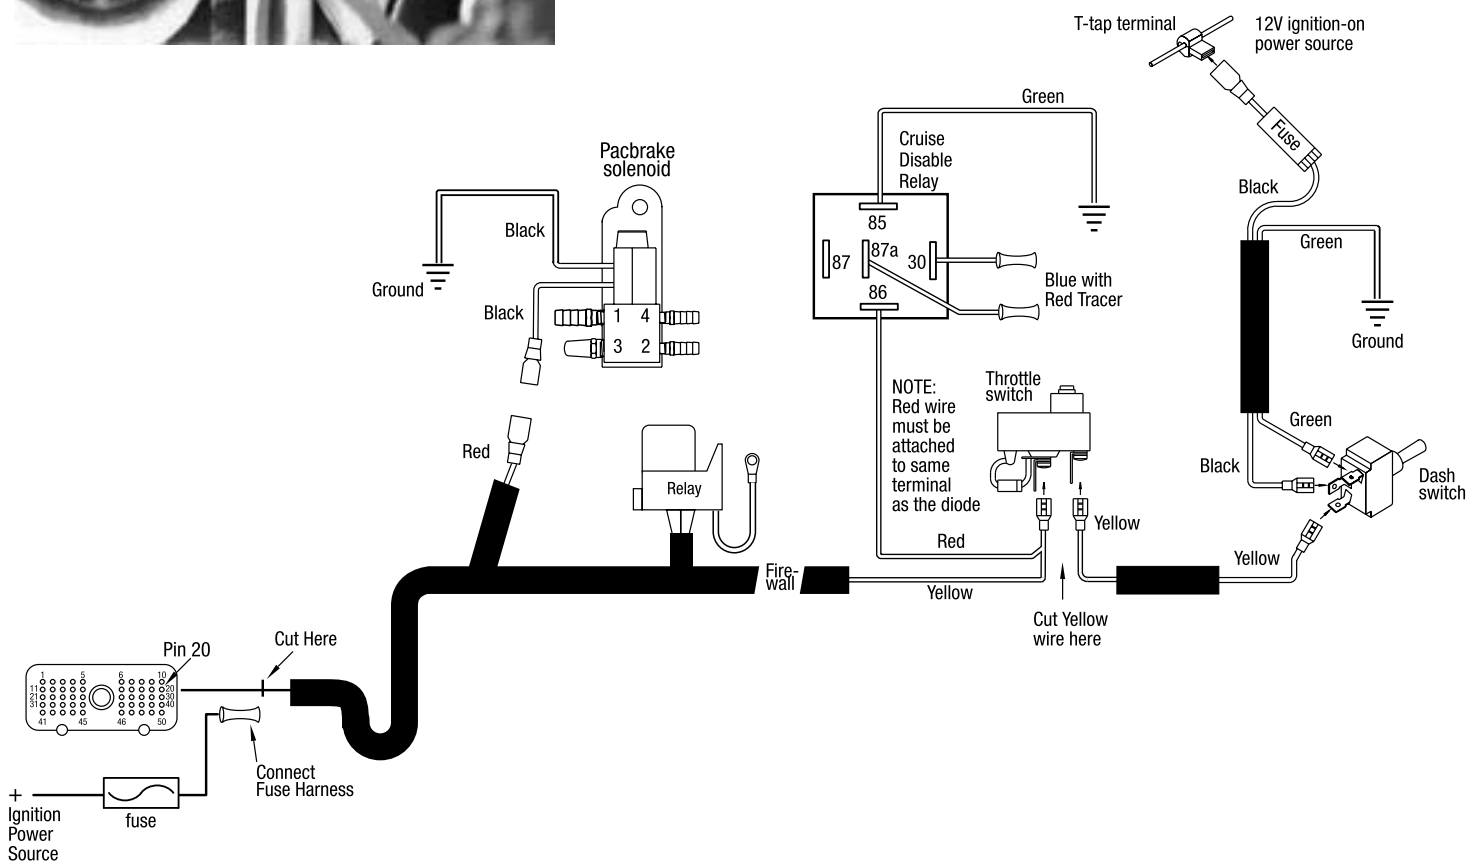 T-tap terminal
12V ignition-on
power source
Fuse
Black
Green
Ground
Green
Black
Dash
switch
Yellow
Green
Cruise
Disable
Relay
85
87
87a
30
86
Blue with
Red Tracer
NOTE:
Red wire
must be
attached
to same
terminal
as the diode
Throttle
switch
Yellow
Red
Yellow
Cut Yellow
wire here
Pacbrake
solenoid
Black
Ground
Black
1 4
3 2
Red
Relay
Fire-
wall
Pin 20
Cut Here
1 5 6 10
11 20
21 30
31 40
41 45 46 50
Connect
Fuse Harness
+
Ignition
Power
Source
fuse